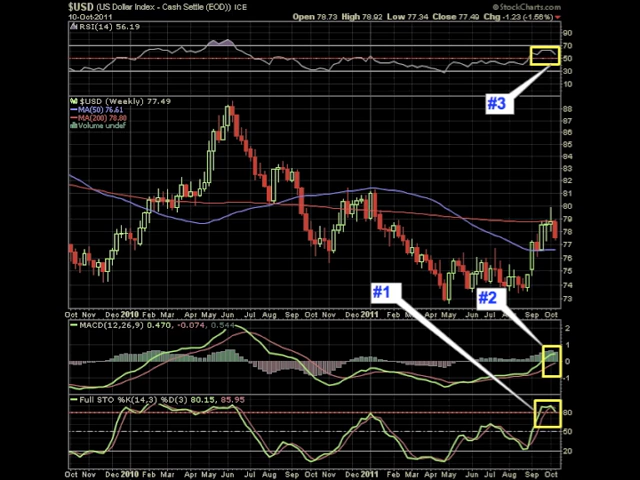 $USD (US Dollar Index - Cash Settle (EOD)) ICE
© StockCharts.com
10-Oct-2011
Open 78.73 High 78.92 Low 77.34 Close 77.49 Chg -1.23 (-1.56%)
RSI(14) 56.19
90
70
50
30
10
#3
$USD (Weekly) 77.49
MA(50) 76.61
MA(200) 78.80
Volume undef
88
87
86
85
84
83
82
81
80
79
78
77
76
75
74
73
Oct Nov Dec 2010 Feb Mar Apr May Jun Jul Aug Sep Oct Nov Dec 2011 Feb Mar Apr May Jun Jul Aug Sep Oct
#1
#2
MACD(12,26,9) 0.470, -0.074, 0.544
2
1
0
-1
Full STO %K(14,3) %D(3) 80.15, 85.95
80
50
20
Oct Nov Dec 2010 Feb Mar Apr May Jun Jul Aug Sep Oct Nov Dec 2011 Feb Mar Apr May Jun Jul Aug Sep Oct